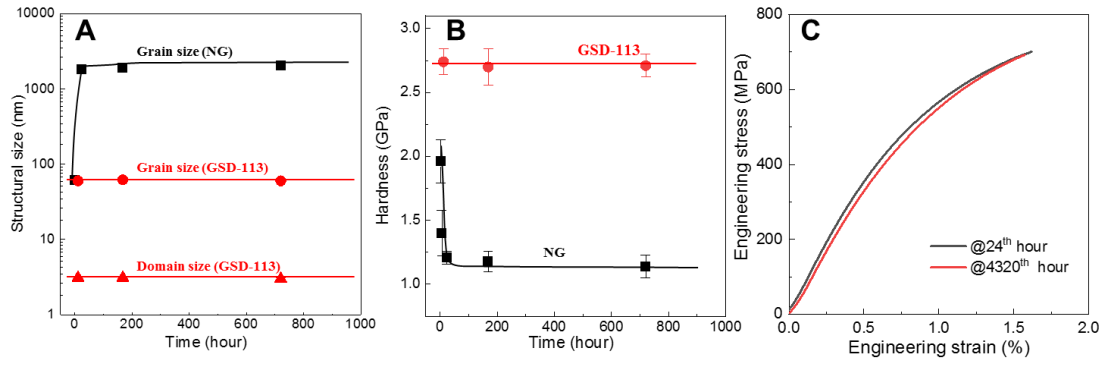 A
Structural size (nm)
10000
1000
100
10
1
Grain size (NG)
Grain size (GSD-113)
Domain size (GSD-113)
0 200 400 600 800 1000
Time (hour)
B
Hardness (GPa)
3.0
2.5
2.0
1.5
1.0
GSD-113
NG
0 200 400 600 800 1000
Time (hour)
C
Engineering stress (MPa)
800
600
400
200
0
@24th hour
@4320th hour
0.0 0.5 1.0 1.5 2.0
Engineering strain (%)